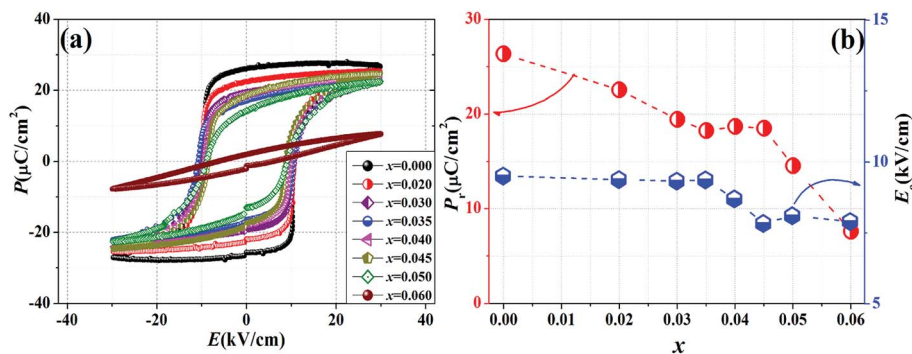 (a)
40
20
0
-20
-40
-40 -20 0 20 40
P(μC/cm²)
E(kV/cm)
x=0.000
x=0.020
x=0.030
x=0.035
x=0.040
x=0.045
x=0.050
x=0.060
(b)
30
20
10
0
Pr(μC/cm²)
15
10
5
0.00 0.01 0.02 0.03 0.04 0.05 0.06
x
(kV/cm)